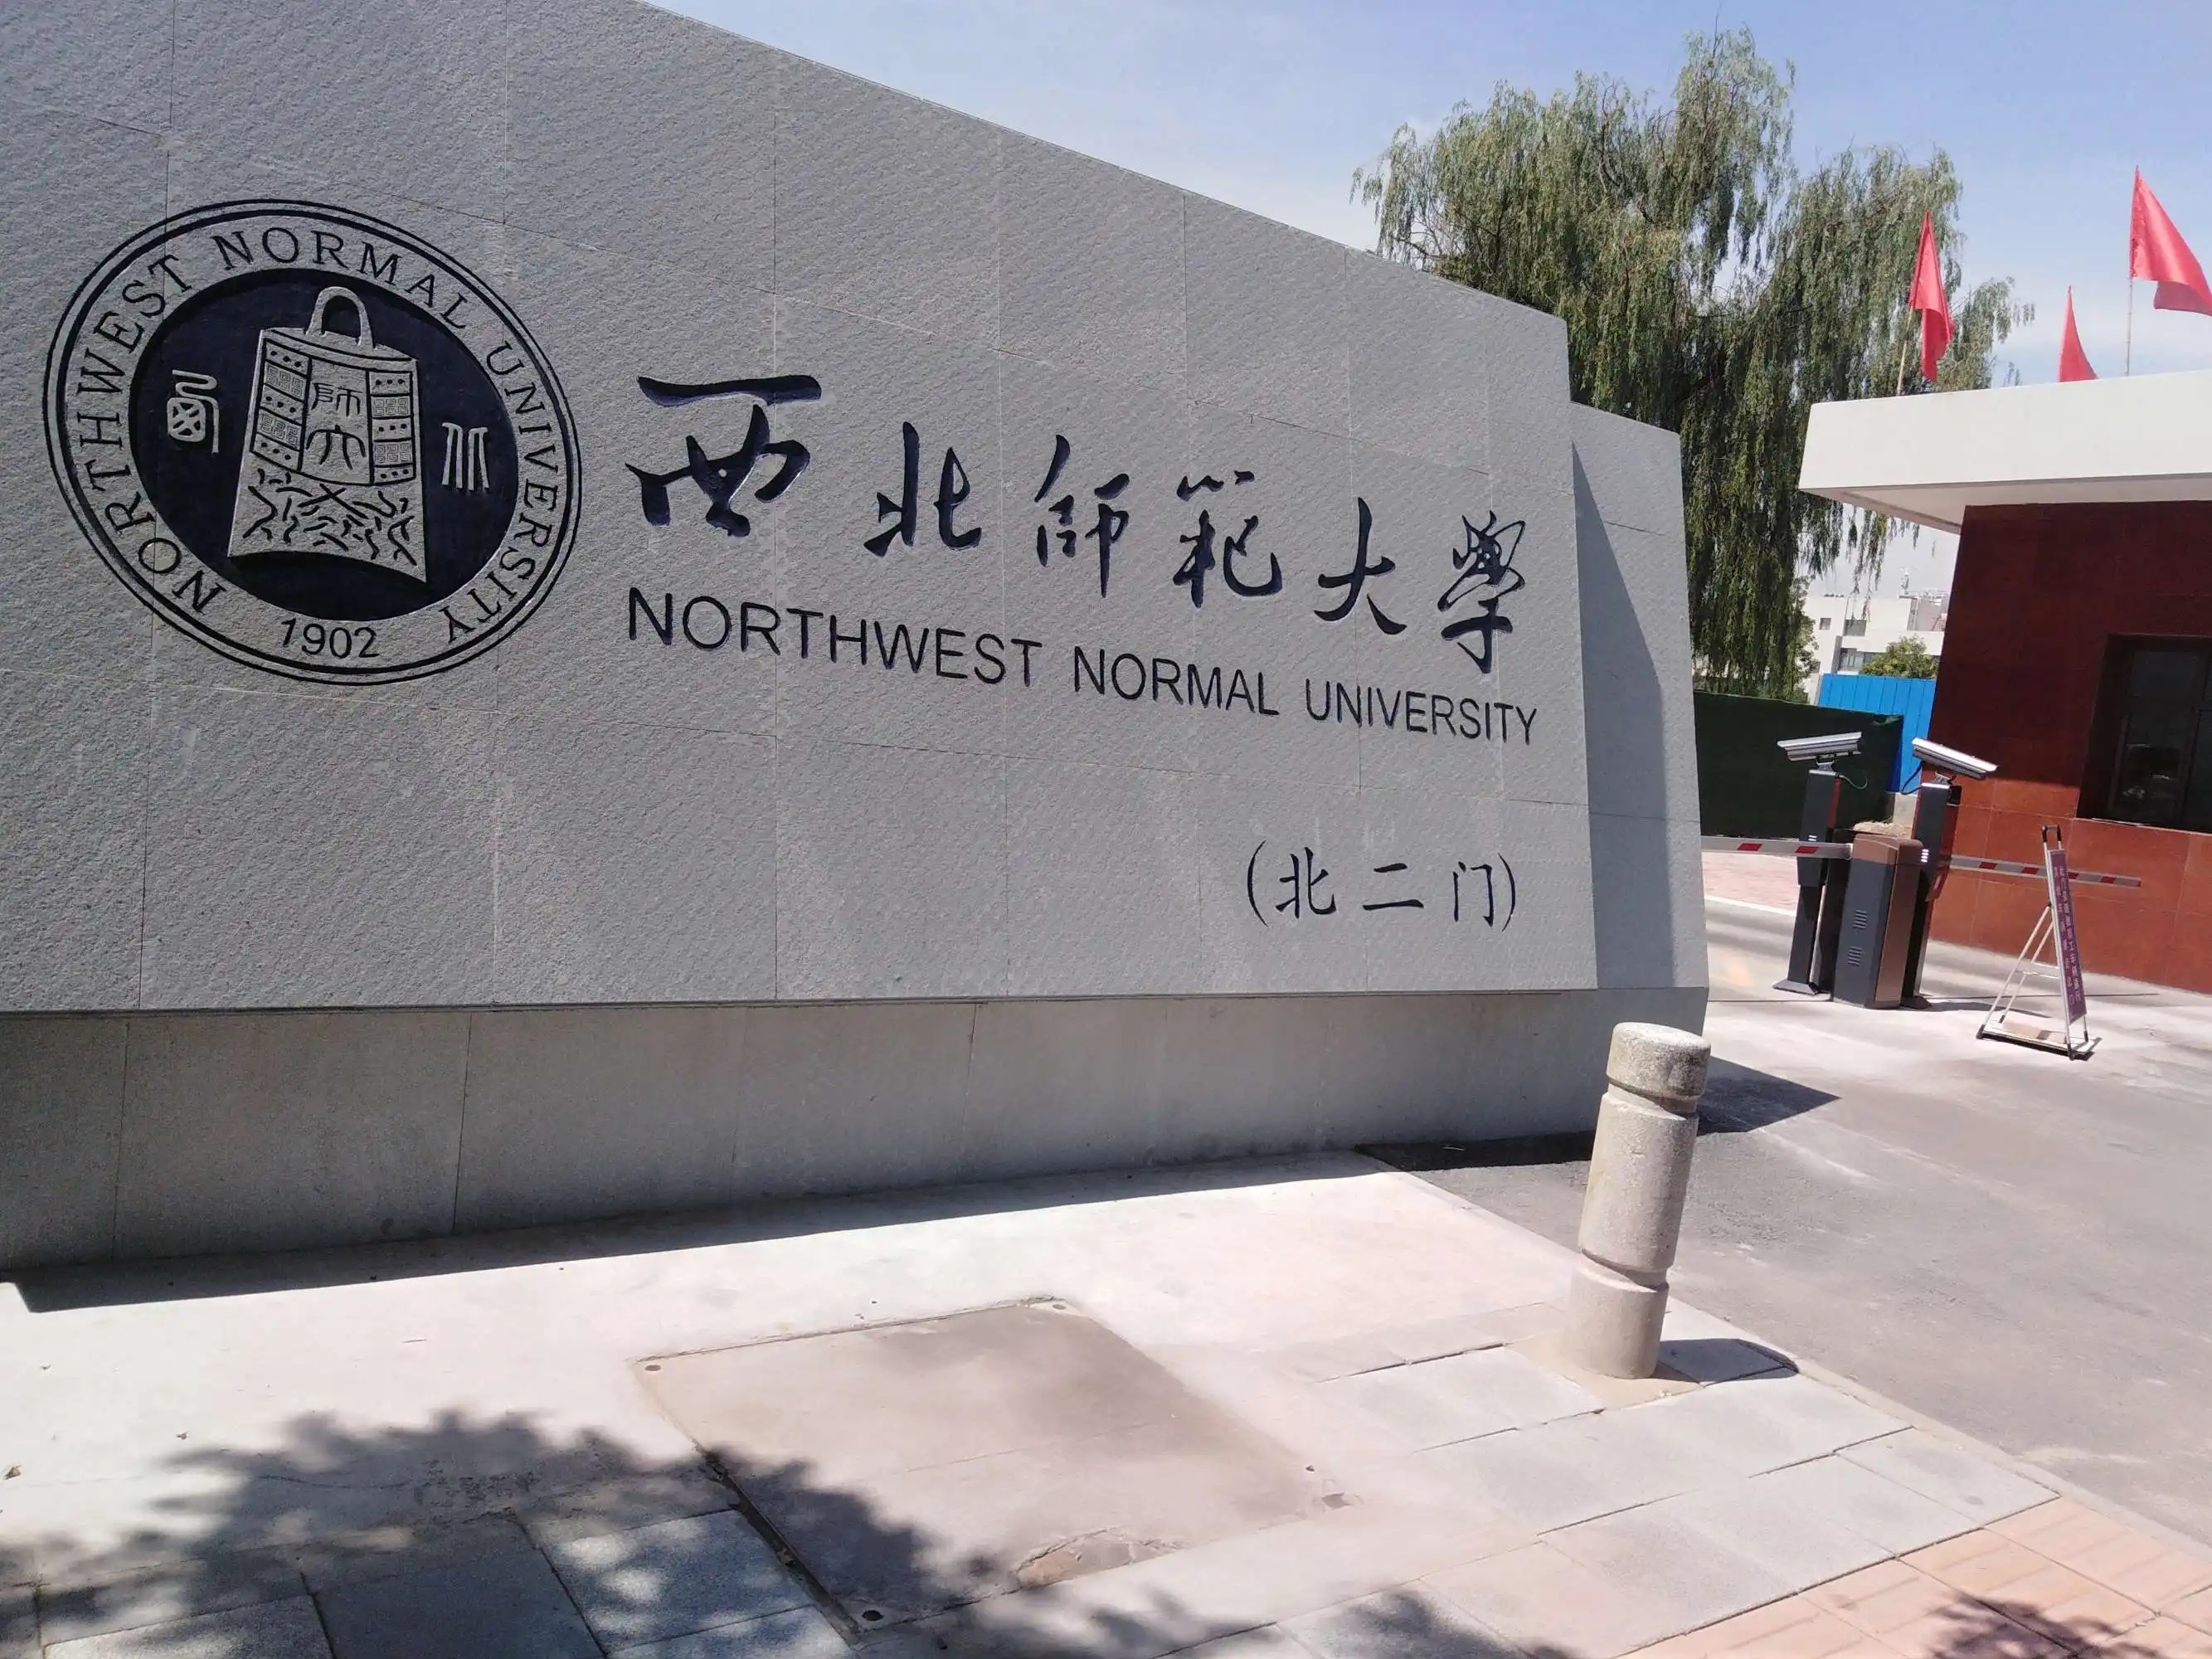 NORTHWEST NORMAL UNIVERSITY
師大
1902
西北師範大學
NORTHWEST NORMAL UNIVERSITY
(北二门)